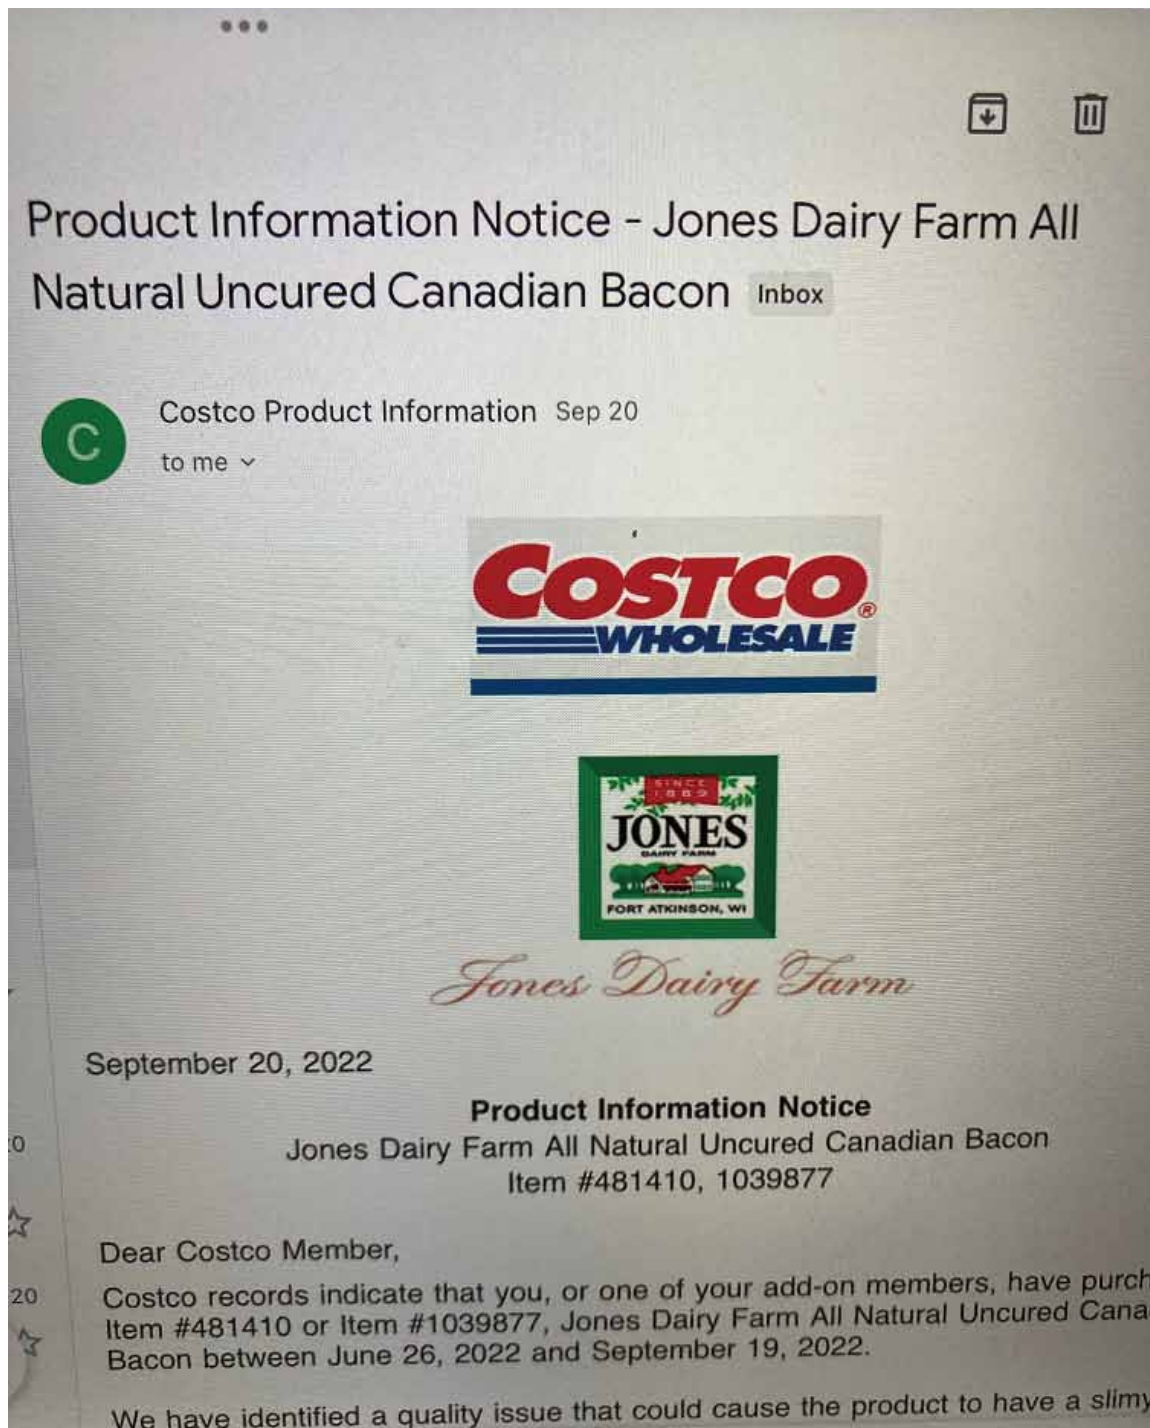 Product Information Notice - Jones Dairy Farm All
Natural Uncured Canadian Bacon Inbox
C
Costco Product Information Sep 20
to me
COSTCO®
WHOLESALE
SINCE
1889
JONES
DAIRY FARM
FORT ATKINSON, WI
Jones Dairy Farm
September 20, 2022
Product Information Notice
Jones Dairy Farm All Natural Uncured Canadian Bacon
Item #481410, 1039877
Dear Costco Member,
Costco records indicate that you, or one of your add-on members, have purch
20
Item #481410 or Item #1039877, Jones Dairy Farm All Natural Uncured Cana
Bacon between June 26, 2022 and September 19, 2022.
We have identified a quality issue that could cause the product to have a slimy